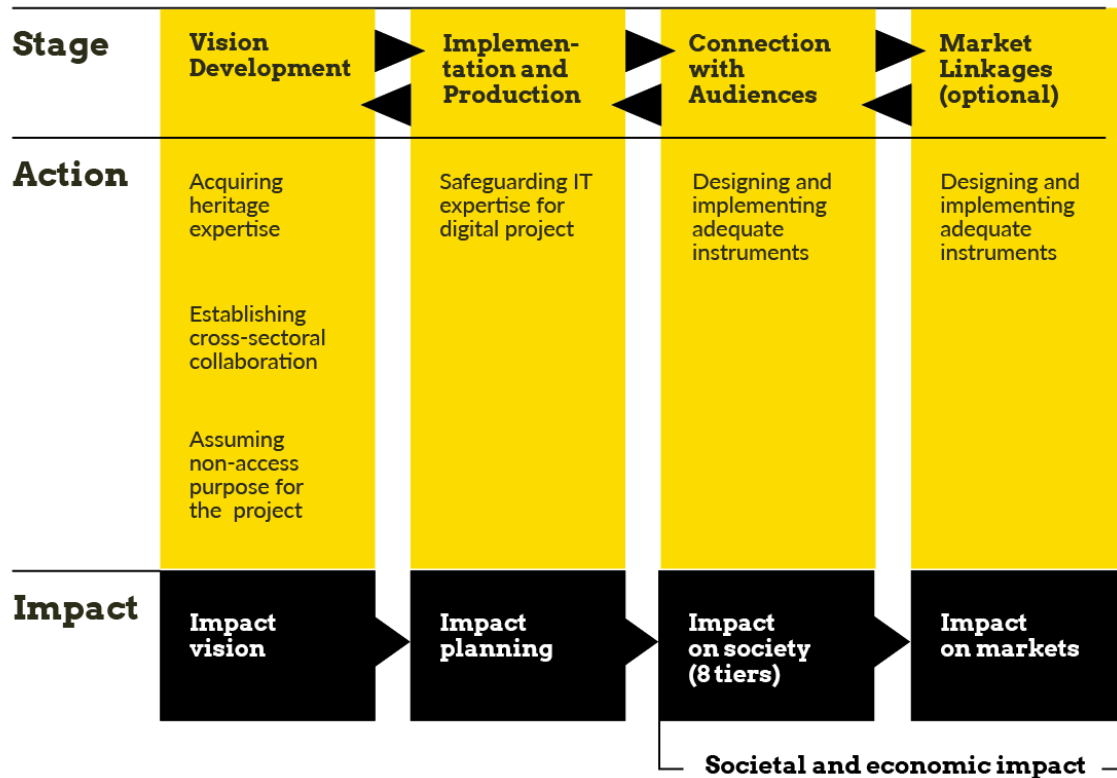 Stage
Vision
Development
Implemen-
tation and
Production
Connection
with
Audiences
Market
Linkages
(optional)
Action
Acquiring
heritage
expertise
Establishing
cross-sectoral
collaboration
Assuming
non-access
purpose for
the project
Safeguarding IT
expertise for
digital project
Designing and
implementing
adequate
instruments
Designing and
implementing
adequate
instruments
Impact
Impact
vision
Impact
planning
Impact
on society
(8 tiers)
Impact
on markets
Societal and economic impact